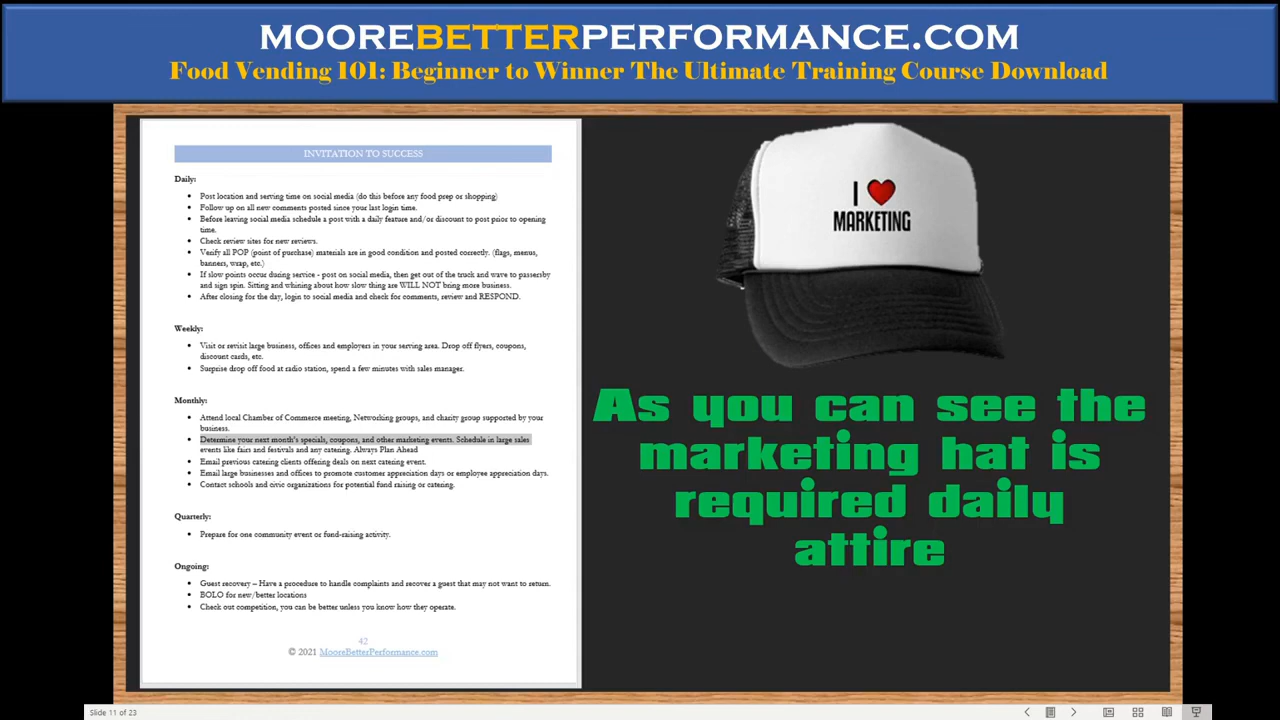 MOOREBETTERPERFORMANCE.COM
Food Vending 101: Beginner to Winner The Ultimate Training Course Download
INVITATION TO SUCCESS
Daily:
• Post location and serving time on social media (do this before any food prep or shopping)
• Follow up on all new comments posted since your last login time.
• Before leaving social media schedule a post with a daily feature and/or discount to post prior to opening
time.
• Check review sites for new reviews.
• Verify all POP (point of purchase) materials are in good condition and posted correctly. (flags, menus,
banners, wrap, etc.)
• If slow points occur during service - post on social media, then get out of the truck and wave to passersby
and sign spin. Sitting and whining about how slow thing are WILL NOT bring more business.
• After closing for the day, login to social media and check for comments, review and RESPOND.
Weekly:
• Visit or revisit large business, offices and employers in your serving area. Drop off flyers, coupons,
discount cards, etc.
• Surprise drop off food at radio station, spend a few minutes with sales manager.
Monthly:
• Attend local Chamber of Commerce meeting, Networking groups, and charity group supported by your
business.
• Determine your next month's specials, coupons, and other marketing events. Schedule in large sales
events like fairs and festivals and any catering. Always Plan Ahead
• Email previous catering clients offering deals on next catering event.
• Email large businesses and offices to promote customer appreciation days or employee appreciation days.
• Contact schools and civic organizations for potential fund raising or catering.
Quarterly:
• Prepare for one community event or fund-raising activity.
Ongoing:
• Guest recovery – Have a procedure to handle complaints and recover a guest that may not want to return.
• BOLO for new/better locations
• Check out competition, you can be better unless you know how they operate.
42
© 2021 MooreBetterPerformance.com
I ❤ MARKETING
As you can see the
marketing hat is
required daily
attire
Slide 11 of 23